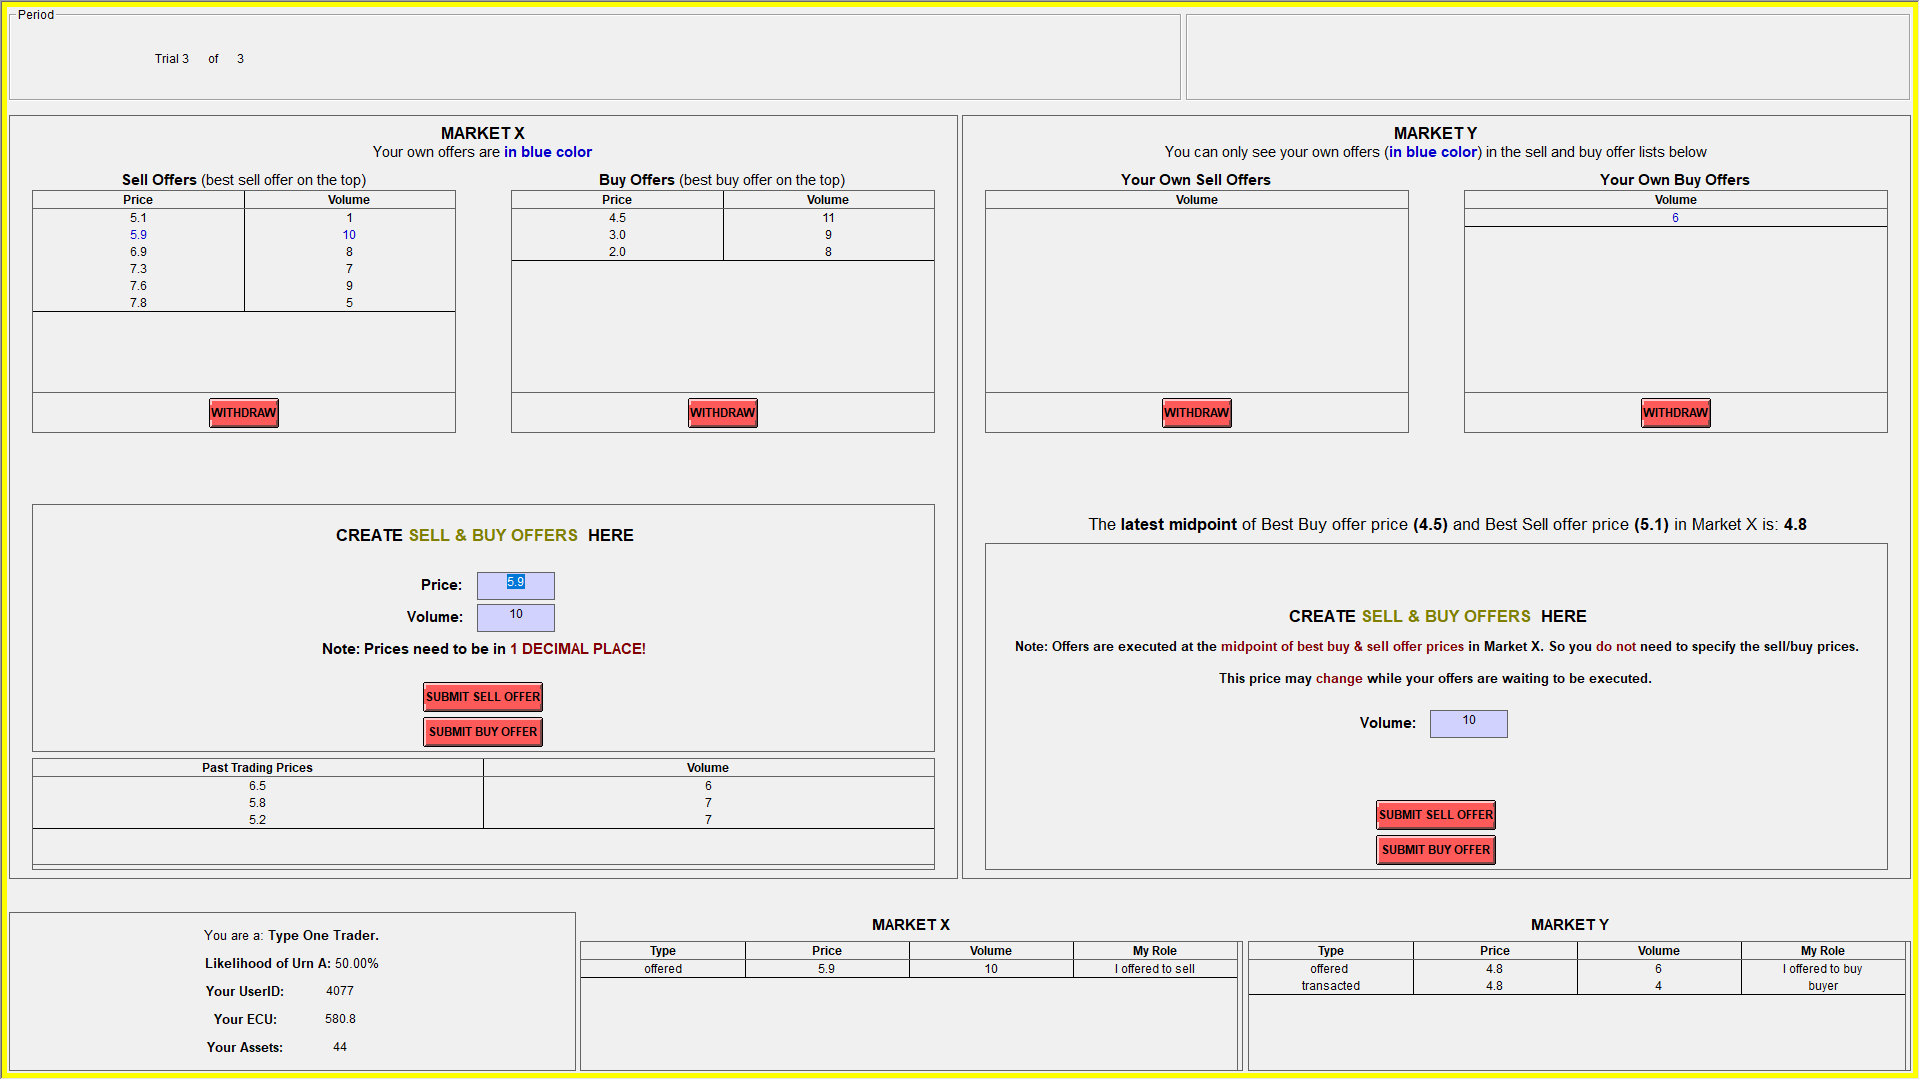 Period
Trial 3 of 3
MARKET X
Your own offers are in blue color
Sell Offers (best sell offer on the top)
Price Volume
5.1 1
5.9 10
6.9 8
7.3 7
7.6 9
7.8 5
WITHDRAW
Buy Offers (best buy offer on the top)
Price Volume
4.5 11
3.0 9
2.0 8
WITHDRAW
CREATE SELL & BUY OFFERS HERE
Price: 5.9
Volume: 10
Note: Prices need to be in 1 DECIMAL PLACE!
SUBMIT SELL OFFER
SUBMIT BUY OFFER
Past Trading Prices Volume
6.5 6
5.8 7
5.2 7
MARKET Y
You can only see your own offers (in blue color) in the sell and buy offer lists below
Your Own Sell Offers
Volume
WITHDRAW
Your Own Buy Offers
Volume
6
WITHDRAW
The latest midpoint of Best Buy offer price (4.5) and Best Sell offer price (5.1) in Market X is: 4.8
CREATE SELL & BUY OFFERS HERE
Note: Offers are executed at the midpoint of best buy & sell offer prices in Market X. So you do not need to specify the sell/buy prices.
This price may change while your offers are waiting to be executed.
Volume: 10
SUBMIT SELL OFFER
SUBMIT BUY OFFER
You are a: Type One Trader.
Likelihood of Urn A: 50.00%
Your UserID: 4077
Your ECU: 580.8
Your Assets: 44
MARKET X
Type Price Volume My Role
offered 5.9 10 I offered to sell
MARKET Y
Type Price Volume My Role
offered 4.8 6 I offered to buy
transacted 4.8 4 buyer